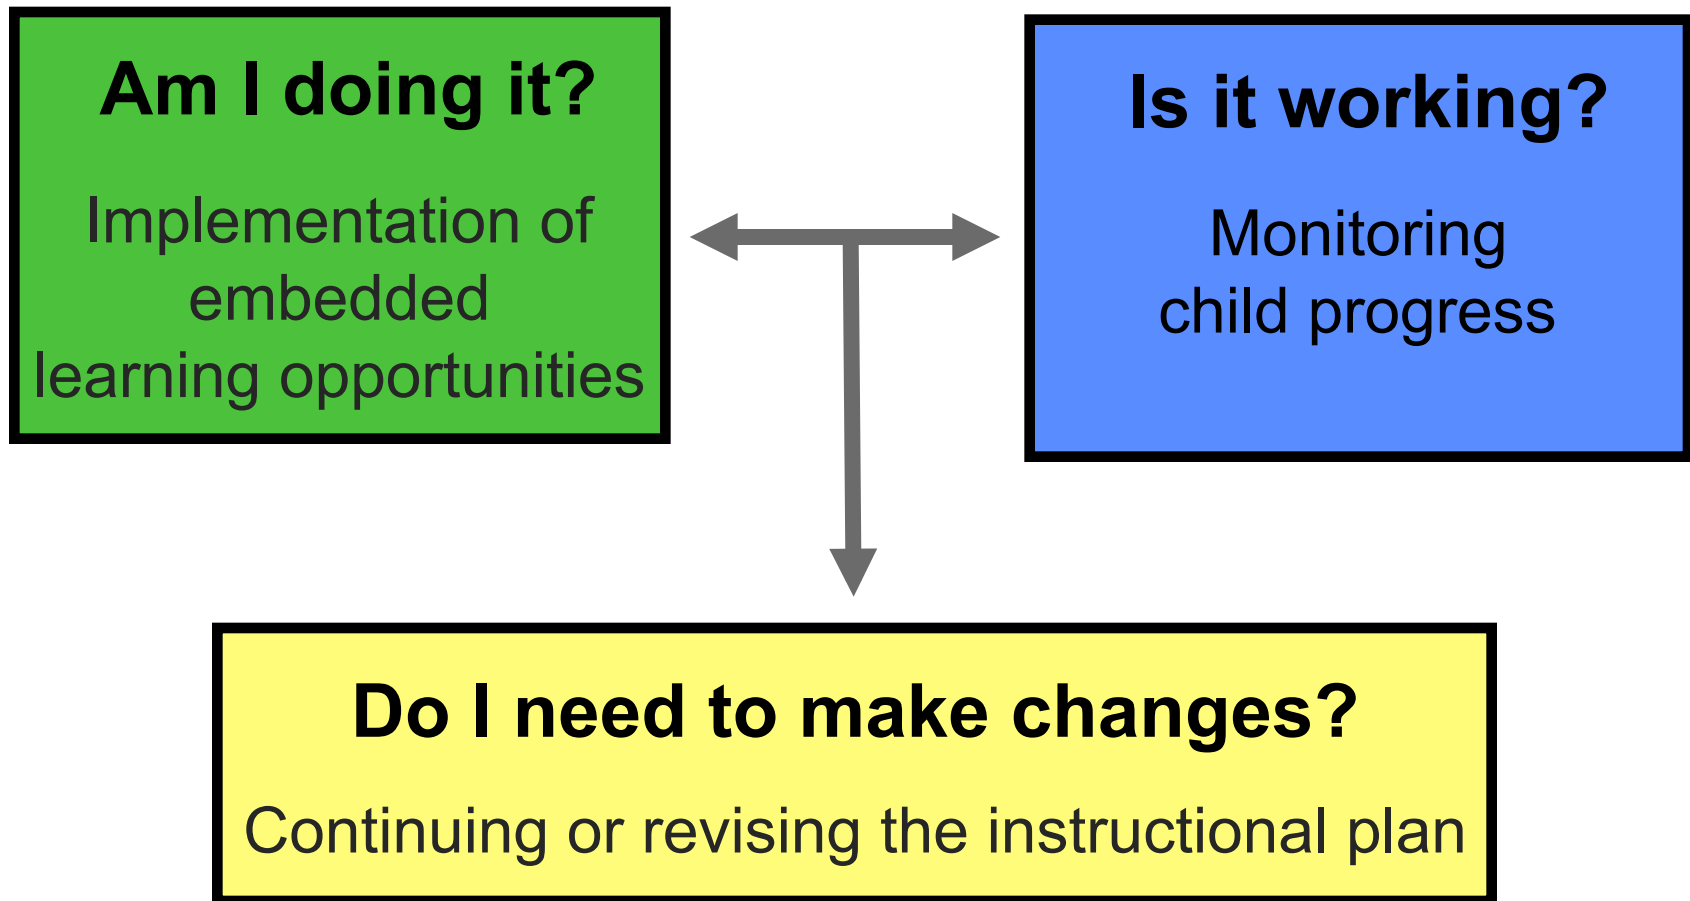 Am I doing it?
Implementation of
embedded
learning opportunities
Is it working?
Monitoring
child progress
Do I need to make changes?
Continuing or revising the instructional plan